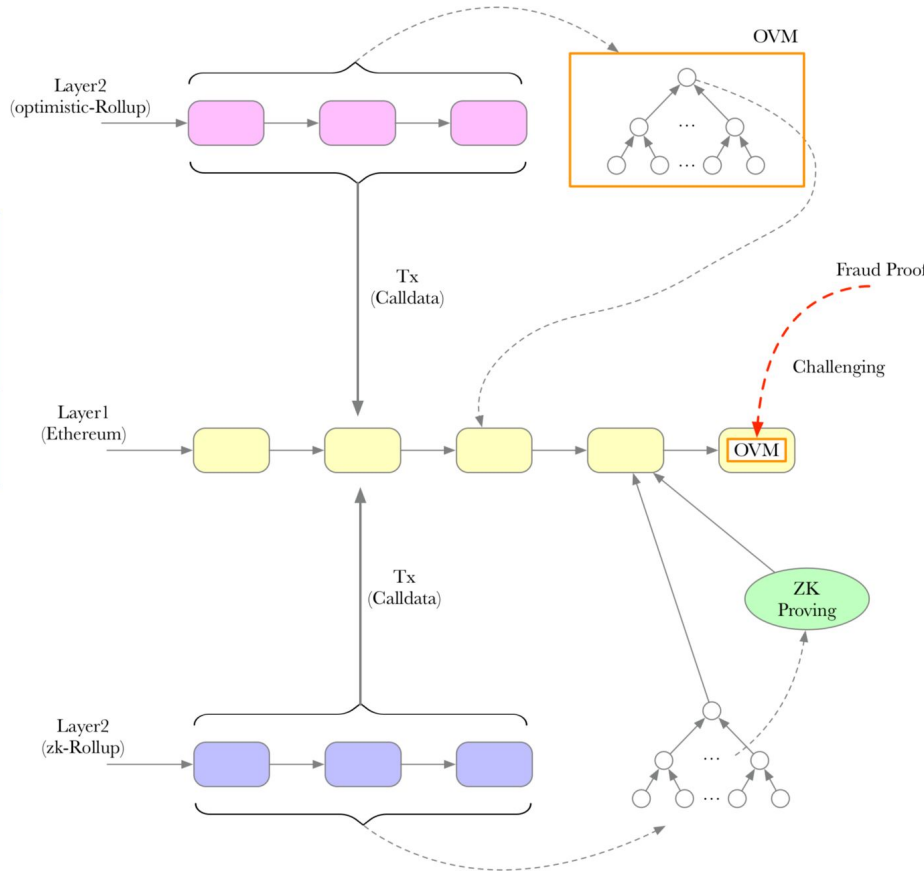 OVM
Layer2
(optimistic-Rollup)
Tx
(Calldata)
Fraud Proof
Challenging
Layer1
(Ethereum)
OVM
Tx
(Calldata)
ZK
Proving
Layer2
(zk-Rollup)